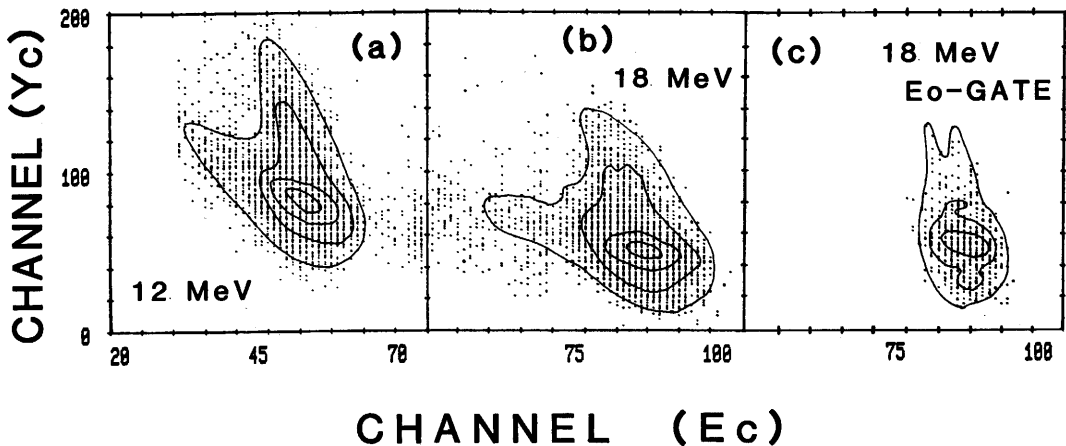 CHANNEL (Yc)
200
100
0
(a)
12 MeV
20
45
70
(b)
18 MeV
75
100
(c)
18 MeV
Eo-GATE
75
100
CHANNEL (Ec)